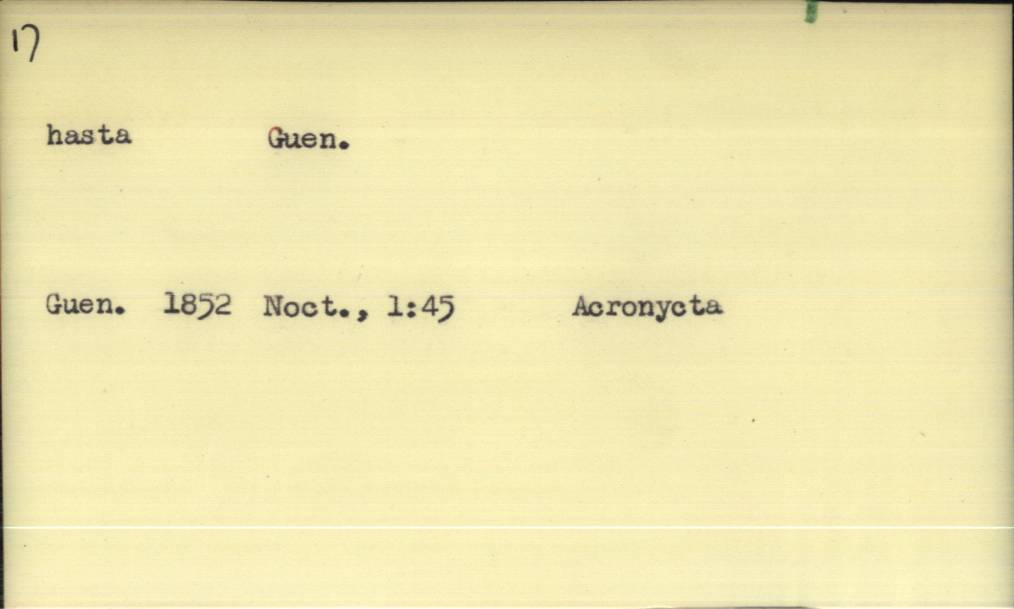 17
hasta Guen.
Guen. 1852 Noct., 1:45 Acronycta